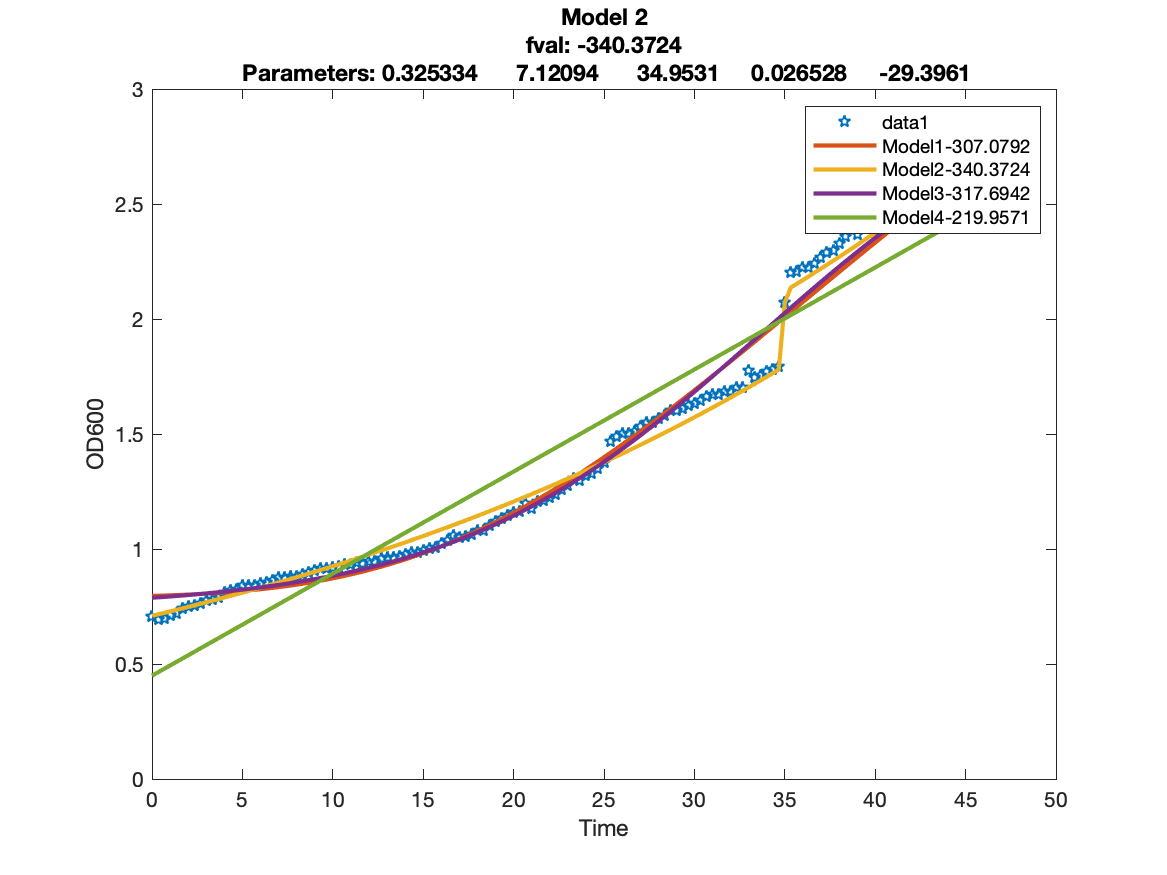 Model 2
fval: -340.3724
Parameters: 0.325334 7.12094 34.9531 0.026528 -29.3961
3
2.5
2
1.5
1
0.5
0
OD600
data1
Model1-307.0792
Model2-340.3724
Model3-317.6942
Model4-219.9571
0 5 10 15 20 25 30 35 40 45 50
Time